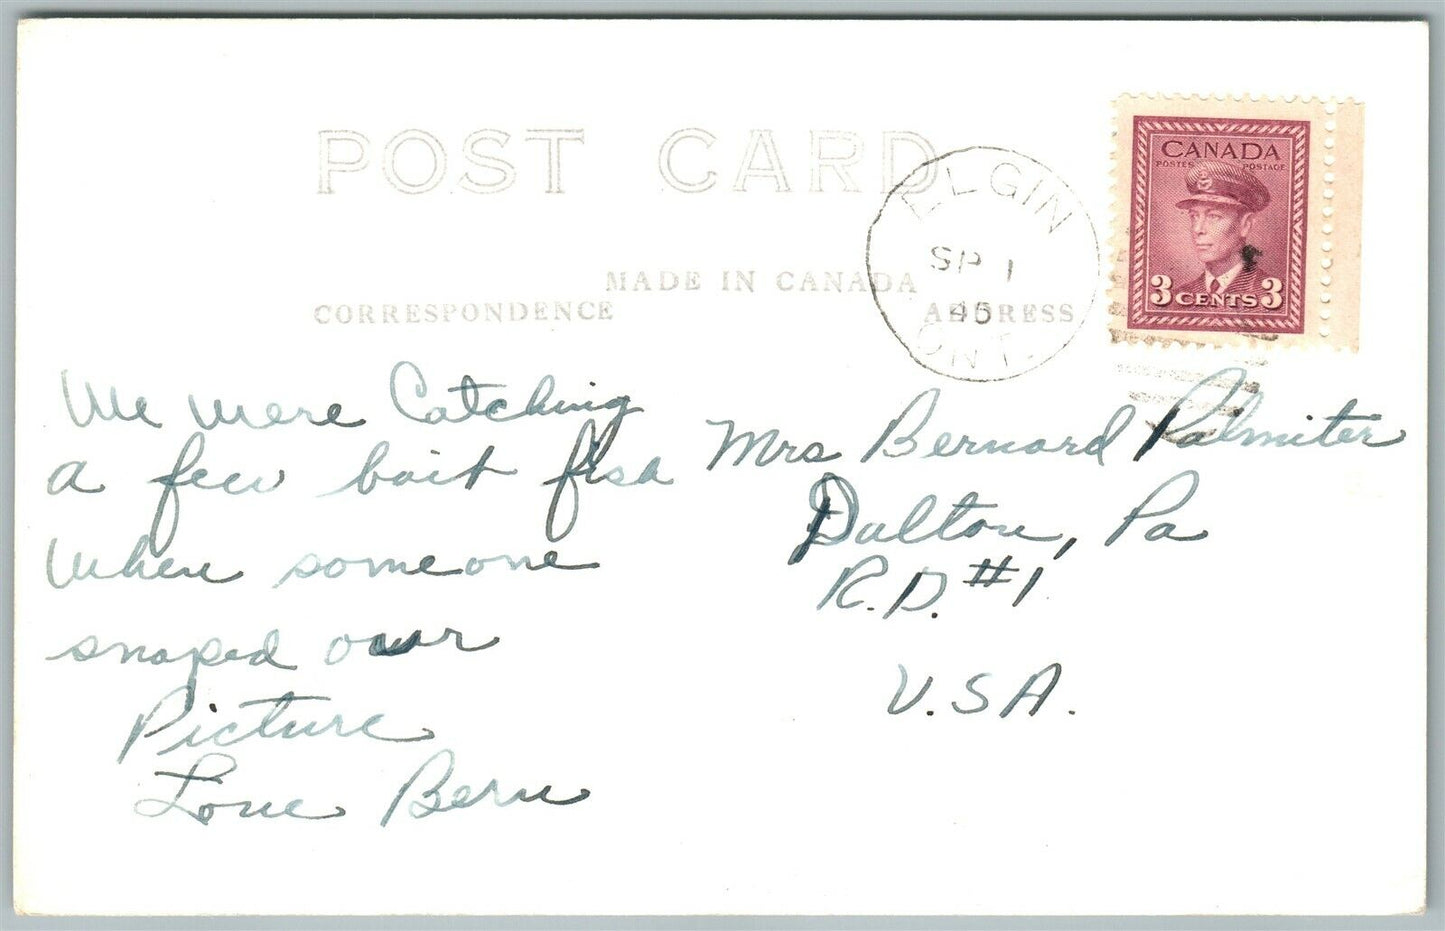 POST CARD
MADE IN CANADA
CORRESPONDENCE
ADDRESS
ELGIN
SP 1
45
ONT.
CANADA
POSTES POSTAGE
3 CENTS 3
We were Catching
a few bait fish
when someone
snaped our
Picture
Love Bern
Mrs Bernard Palmiter
Dalton, Pa
R.D. #1
U.S.A.